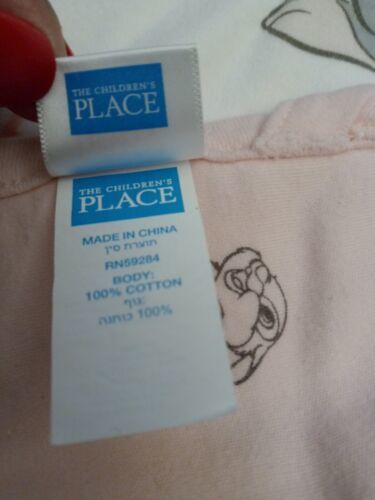 THE CHILDREN'S
PLACE
THE CHILDREN'S
PLACE
MADE IN CHINA
תוצרת סין
RN59284
BODY:
100% COTTON
גוף:
100% כותנה